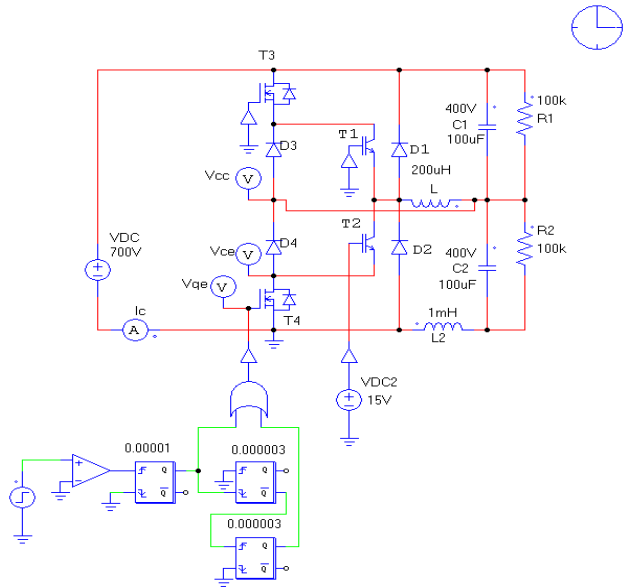 T3
400V
C1
100uF
100k
R1
D3
T1
D1
200uH
L
Vcc
V
VDC
700V
Vce
V
D4
T2
D2
R2
100k
400V
C2
100uF
Vqe
V
T4
Ic
A
1mH
L2
VDC2
15V
0.00001
Q
Q
0.000003
Q
Q
0.000003
Q
Q